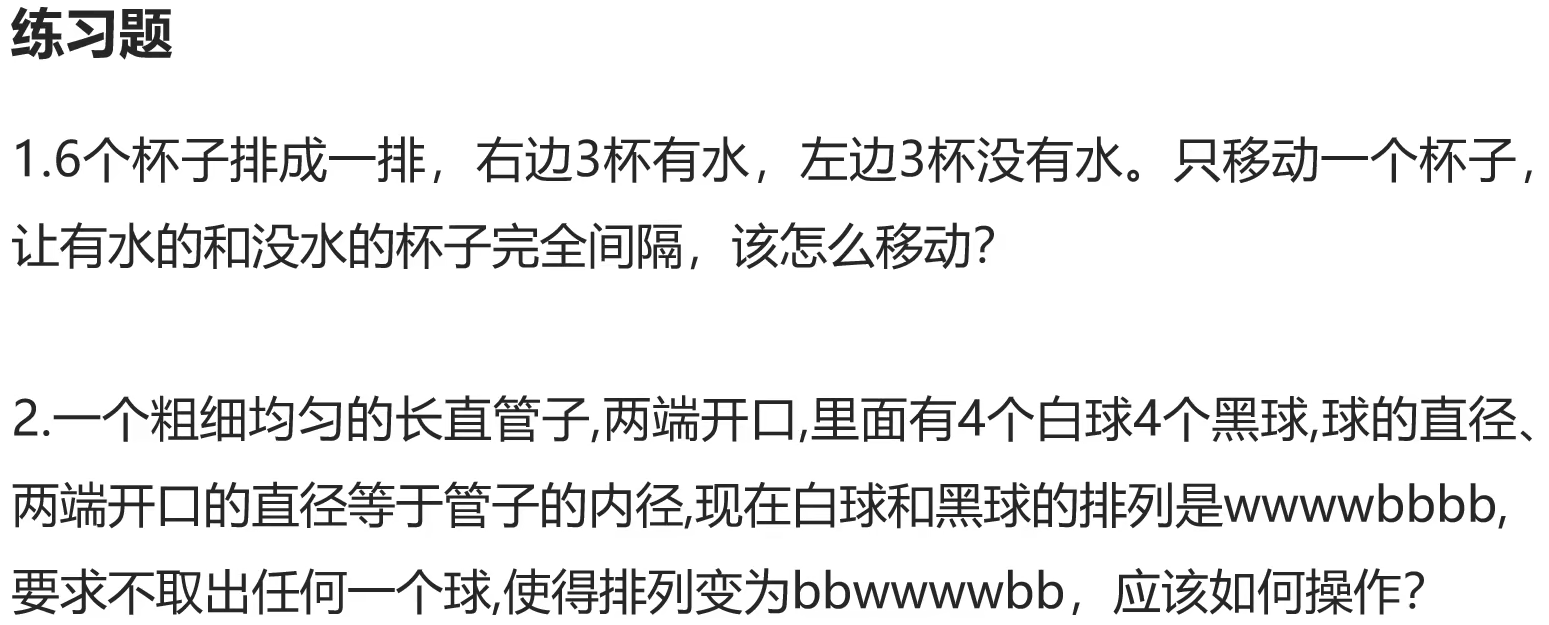 练习题
1.6个杯子排成一排，右边3杯有水，左边3杯没有水。只移动一个杯子，
让有水的和没水的杯子完全间隔，该怎么移动？
2.一个粗细均匀的长直管子,两端开口,里面有4个白球4个黑球,球的直径、
两端开口的直径等于管子的内径,现在白球和黑球的排列是wwwwbbbb,
要求不取出任何一个球,使得排列变为bbwwwwbb，应该如何操作？